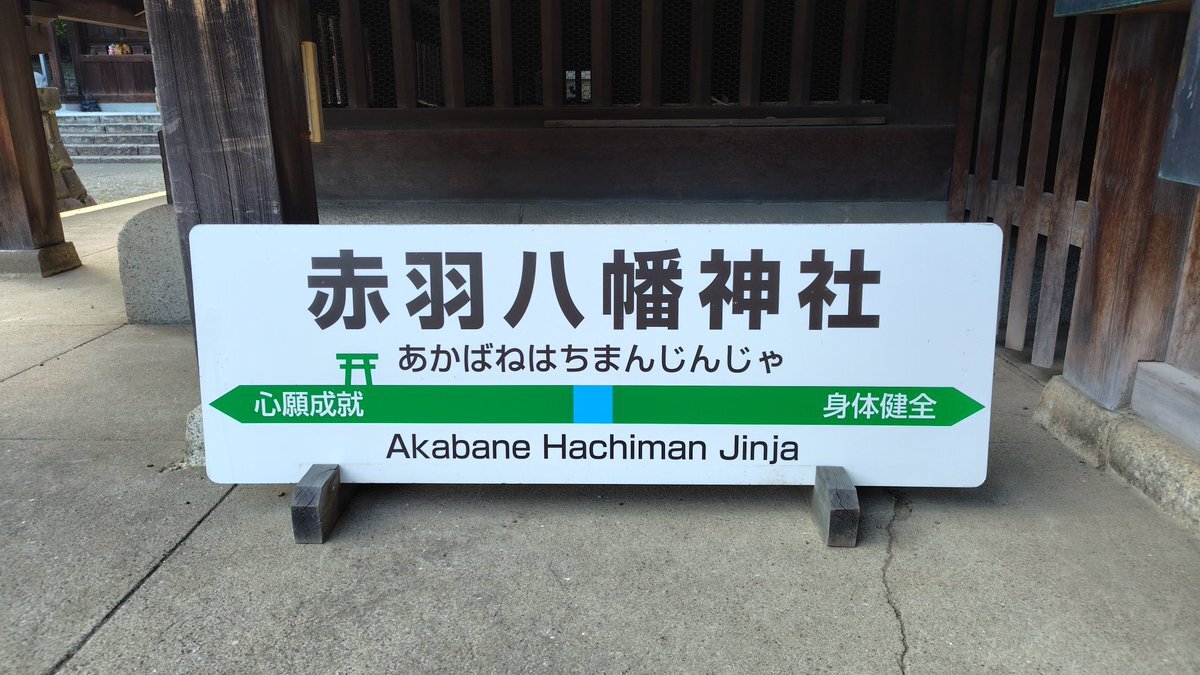 赤羽八幡神社
あかばねはちまんじんじゃ
心願成就 身体健全
Akabane Hachiman Jinja